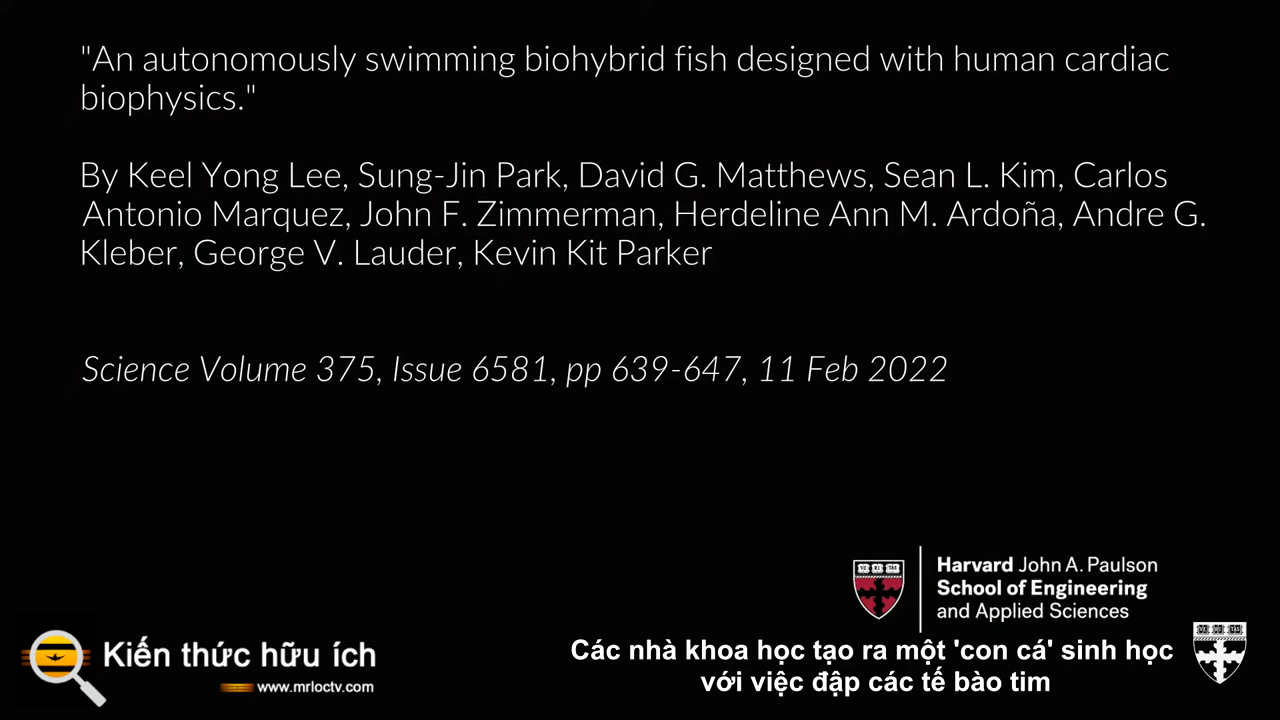 "An autonomously swimming biohybrid fish designed with human cardiac
biophysics."
By Keel Yong Lee, Sung-Jin Park, David G. Matthews, Sean L. Kim, Carlos
Antonio Marquez, John F. Zimmerman, Herdeline Ann M. Ardoña, Andre G.
Kleber, George V. Lauder, Kevin Kit Parker
Science Volume 375, Issue 6581, pp 639-647, 11 Feb 2022
Harvard John A. Paulson
School of Engineering
and Applied Sciences
Kiến thức hữu ích
www.mrloctv.com
Các nhà khoa học tạo ra một 'con cá' sinh học
với việc đập các tế bào tim